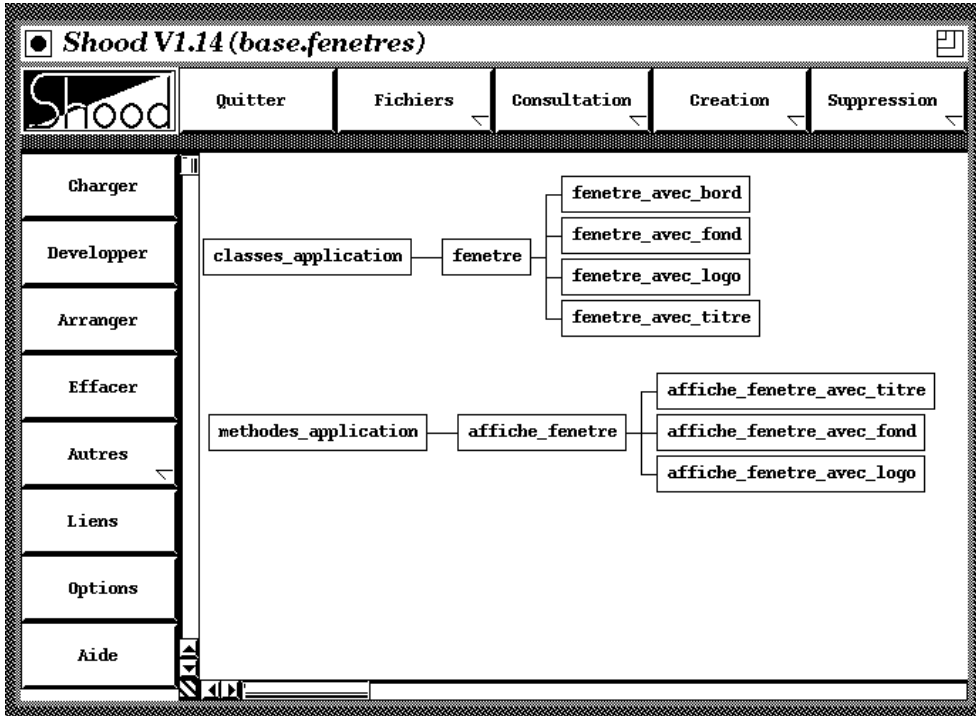 Shood V1.14 (base.fenetres)
Shood
Quitter
Fichiers
Consultation
Creation
Suppression
Charger
Developper
Arranger
Effacer
Autres
Liens
Options
Aide
classes_application
fenetre
fenetre_avec_bord
fenetre_avec_fond
fenetre_avec_logo
fenetre_avec_titre
methodes_application
affiche_fenetre
affiche_fenetre_avec_titre
affiche_fenetre_avec_fond
affiche_fenetre_avec_logo